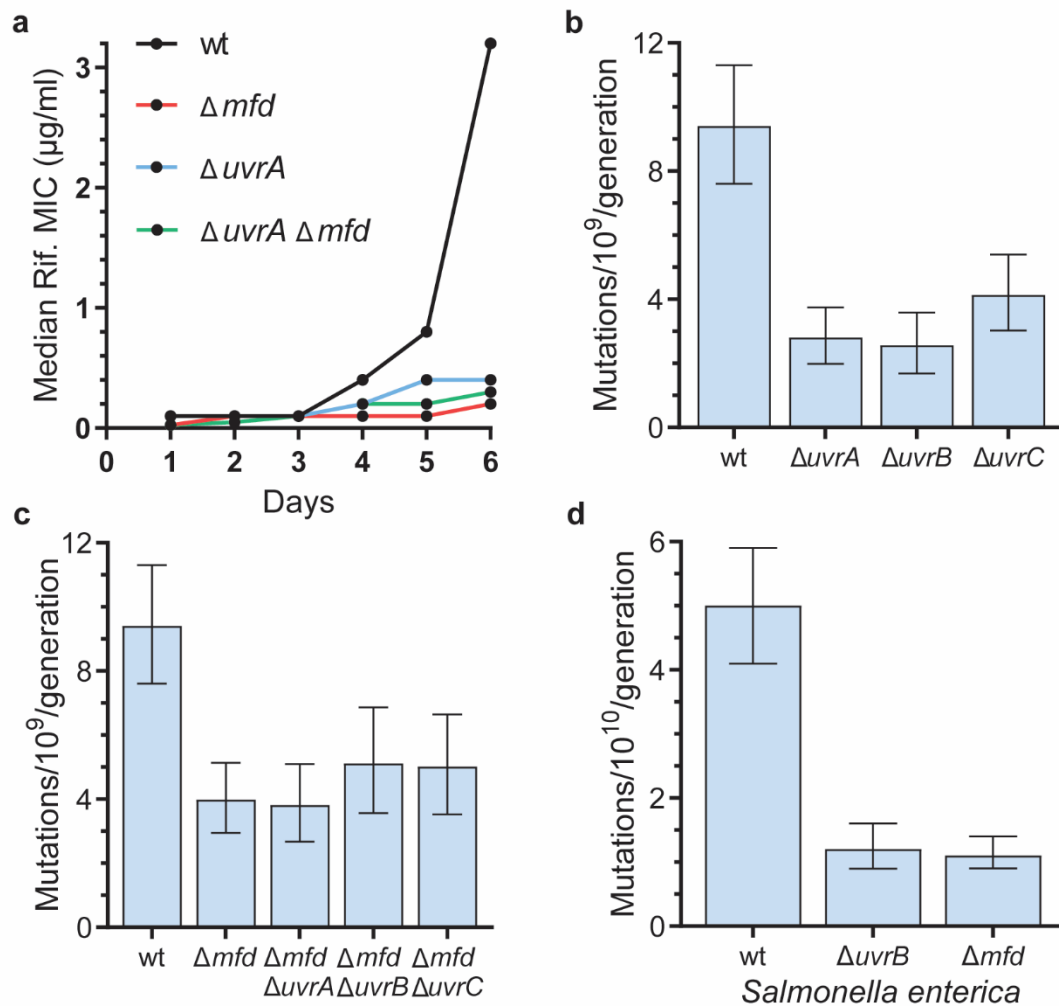 a
wt
Δmfd
ΔuvrA
ΔuvrA Δmfd
Median Rif. MIC (µg/ml)
3
2
1
0
0 1 2 3 4 5 6
Days
b
Mutations/10⁹/generation
12
8
4
0
wt ΔuvrA ΔuvrB ΔuvrC
c
Mutations/10⁹/generation
12
8
4
0
wt Δmfd Δmfd Δmfd Δmfd
ΔuvrA ΔuvrB ΔuvrC
d
Mutations/10¹⁰/generation
6
4
2
0
wt ΔuvrB Δmfd
Salmonella enterica